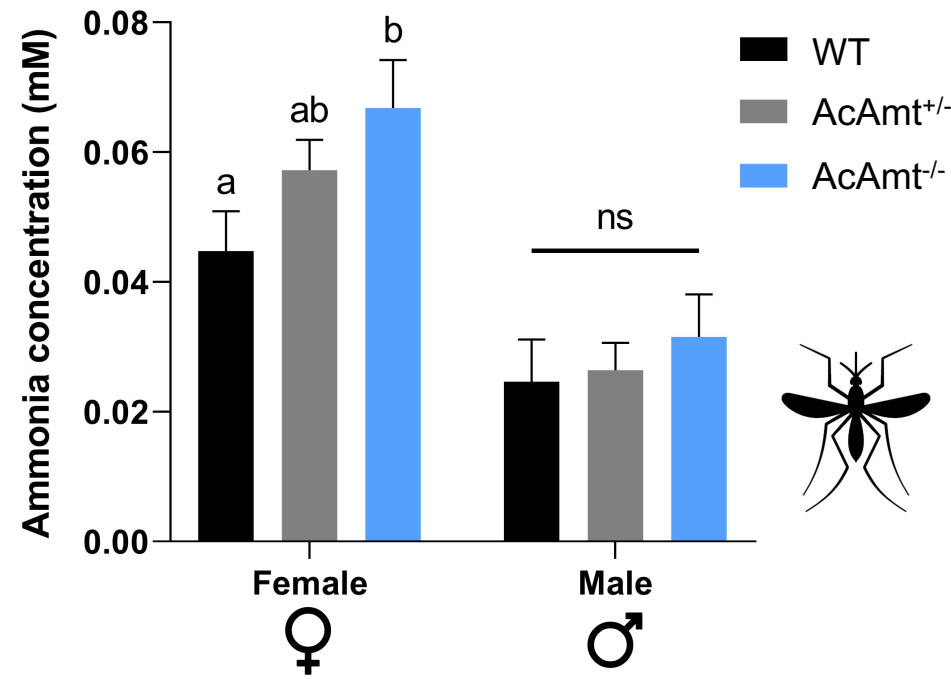 Ammonia concentration (mM)
0.08
0.06
0.04
0.02
0.00
a
ab
b
ns
WT
AcAmt+/-
AcAmt-/-
Female
Male